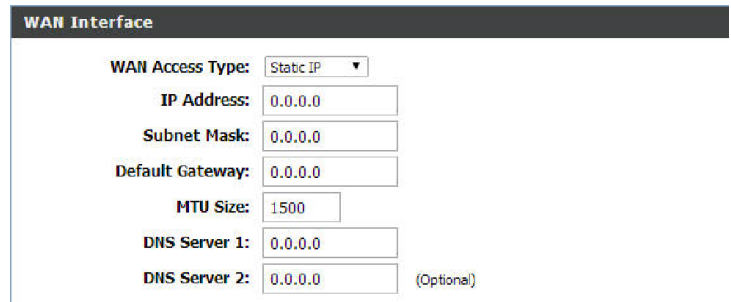 WAN Interface
WAN Access Type: Static IP
IP Address: 0.0.0.0
Subnet Mask: 0.0.0.0
Default Gateway: 0.0.0.0
MTU Size: 1500
DNS Server 1: 0.0.0.0
DNS Server 2: 0.0.0.0 (Optional)